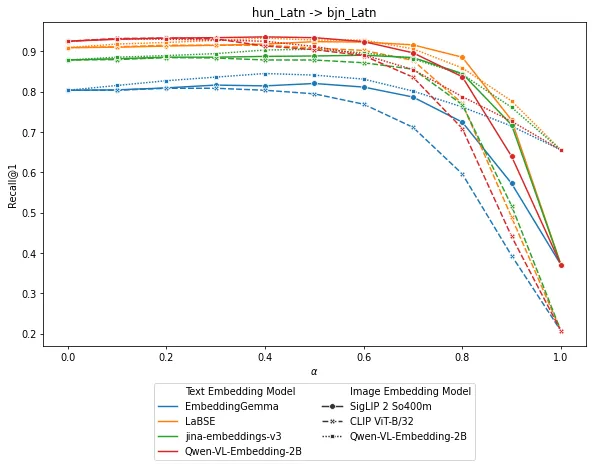 hun_Latn -> bjn_Latn
Recall@1
0.9
0.8
0.7
0.6
0.5
0.4
0.3
0.2
0.0
0.2
0.4
0.6
0.8
1.0
α
Text Embedding Model
EmbeddingGemma
LaBSE
jina-embeddings-v3
Qwen-VL-Embedding-2B
Image Embedding Model
SigLIP 2 So400m
CLIP ViT-B/32
Qwen-VL-Embedding-2B